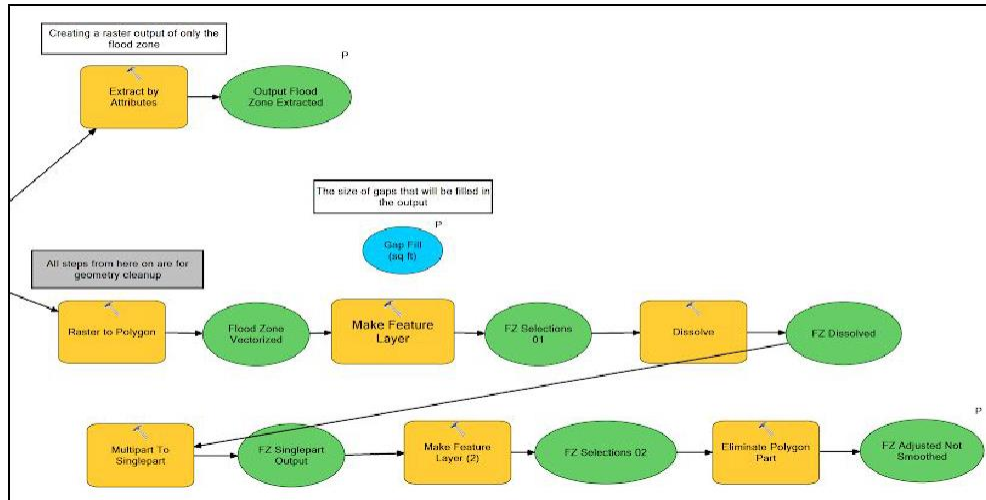 Creating a raster output of only the
flood zone
P
Extract by
Attributes
Output Flood
Zone Extracted
The size of gaps that will be filled in
the output
P
Gap Fill
(sq ft)
All steps from here on are for
geometry cleanup
Raster to Polygon
Flood Zone
Vectorized
Make Feature
Layer
FZ Selections
01
Dissolve
FZ Dissolved
Multipart To
Singlepart
FZ Singlepart
Output
Make Feature
Layer (2)
FZ Selections 02
Eliminate Polygon
Part
P
FZ Adjusted Not
Smoothed